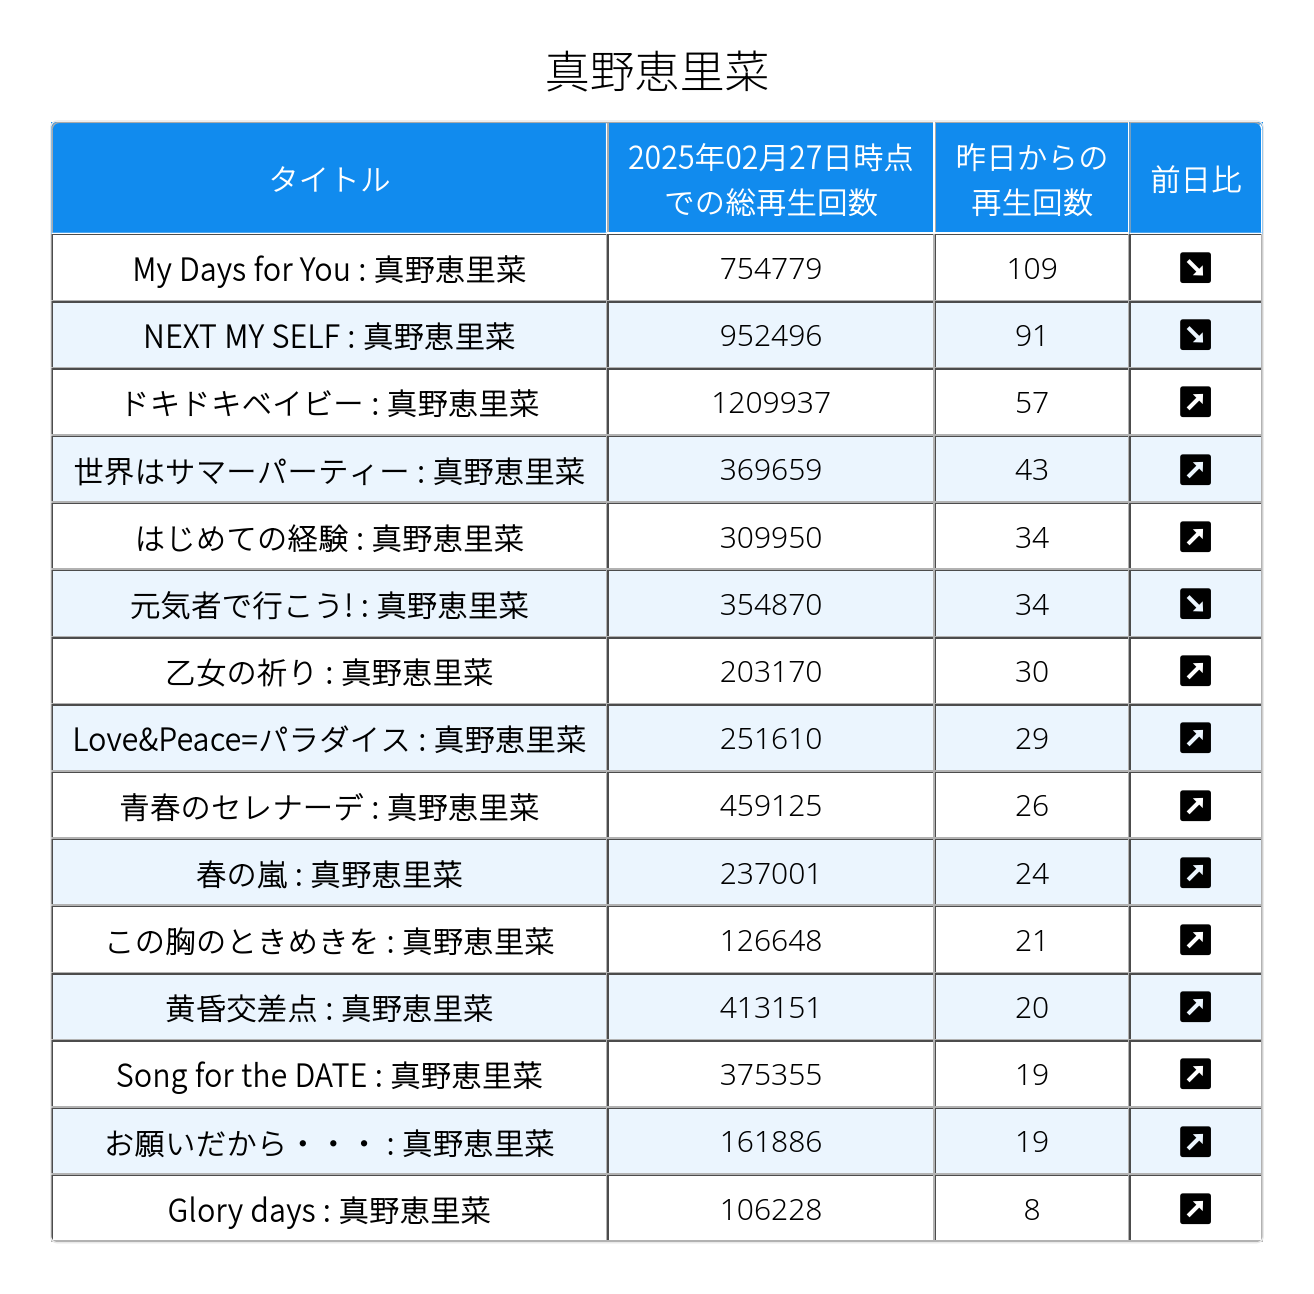 真野恵里菜
タイトル
2025年02月27日時点
での総再生回数
昨日からの
再生回数
前日比
My Days for You : 真野恵里菜 754779 109 ↘
NEXT MY SELF : 真野恵里菜 952496 91 ↘
ドキドキベイビー : 真野恵里菜 1209937 57 ↗
世界はサマーパーティー : 真野恵里菜 369659 43 ↗
はじめての経験 : 真野恵里菜 309950 34 ↗
元気者で行こう! : 真野恵里菜 354870 34 ↘
乙女の祈り : 真野恵里菜 203170 30 ↗
Love&Peace=パラダイス : 真野恵里菜 251610 29 ↗
青春のセレナーデ : 真野恵里菜 459125 26 ↗
春の嵐 : 真野恵里菜 237001 24 ↗
この胸のときめきを : 真野恵里菜 126648 21 ↗
黄昏交差点 : 真野恵里菜 413151 20 ↗
Song for the DATE : 真野恵里菜 375355 19 ↗
お願いだから・・・ : 真野恵里菜 161886 19 ↗
Glory days : 真野恵里菜 106228 8 ↗